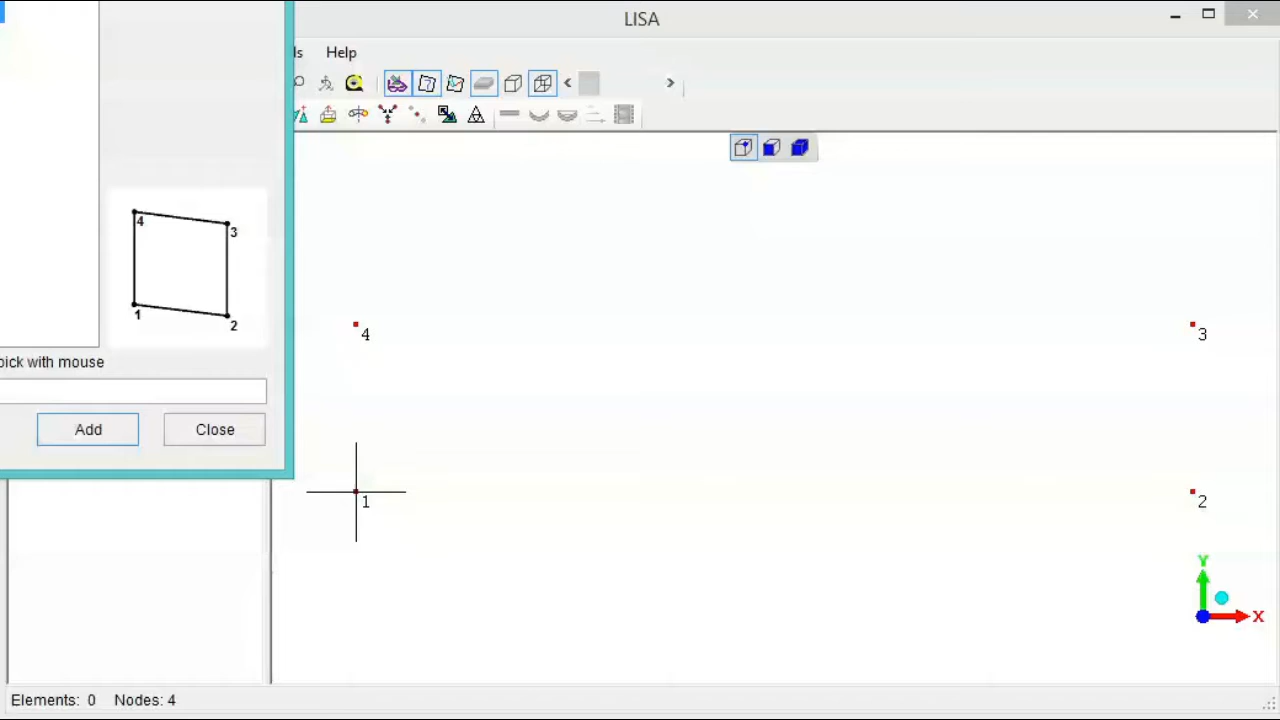 LISA
ls Help
4
3
1
2
pick with mouse
Add Close
4
3
1
2
Y
X
Elements: 0 Nodes: 4